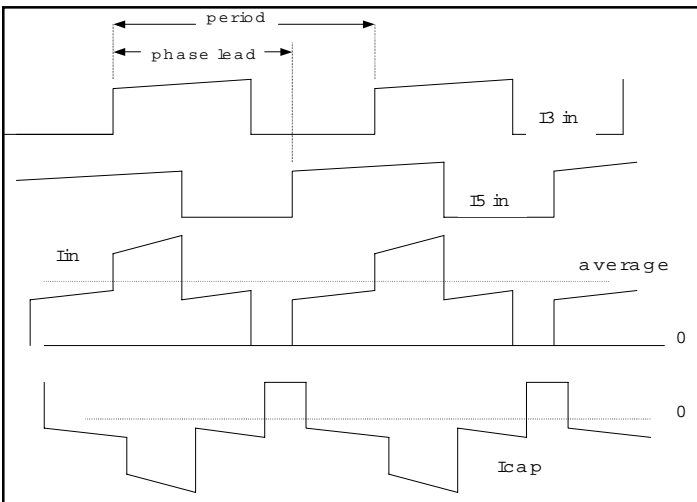 period
phase lead
I3 in
I5 in
Iin
average
0
0
Icap